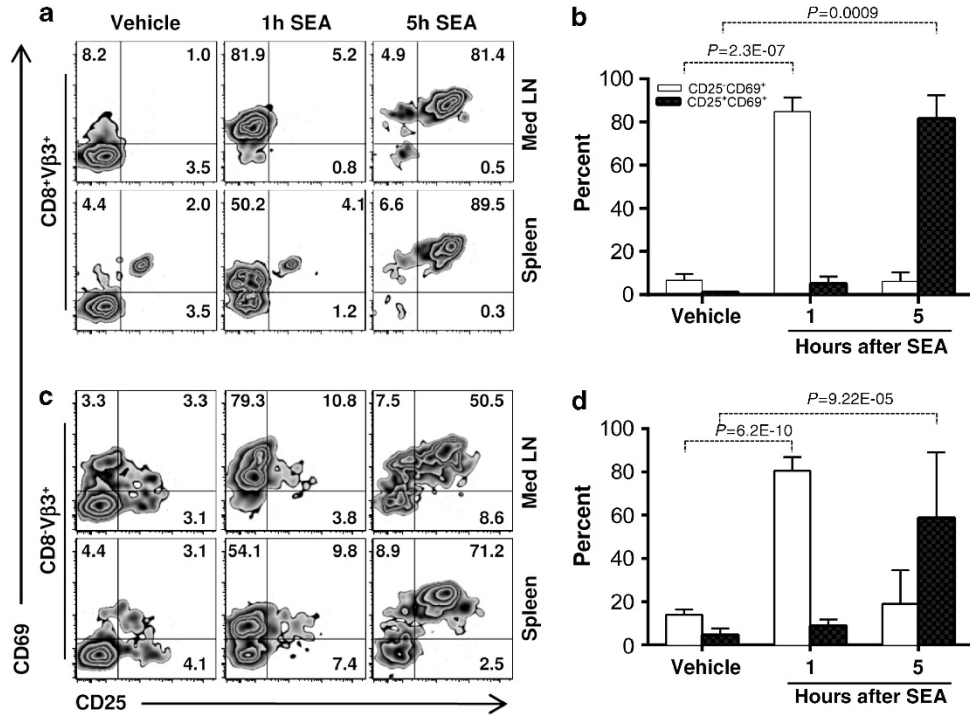 a
Vehicle 1h SEA 5h SEA
8.2 1.0 81.9 5.2 4.9 81.4
3.5 0.8 0.5
Med LN
4.4 2.0 50.2 4.1 6.6 89.5
3.5 1.2 0.3
Spleen
CD8+Vβ3+
b
P=0.0009
P=2.3E-07
CD25-CD69+
CD25+CD69+
100
80
60
40
20
0
Percent
Vehicle 1 5
Hours after SEA
c
3.3 3.3 79.3 10.8 7.5 50.5
3.1 3.8 8.6
Med LN
4.4 3.1 54.1 9.8 8.9 71.2
4.1 7.4 2.5
Spleen
CD8-Vβ3+
CD69
CD25
d
P=9.22E-05
P=6.2E-10
100
80
60
40
20
0
Percent
Vehicle 1 5
Hours after SEA